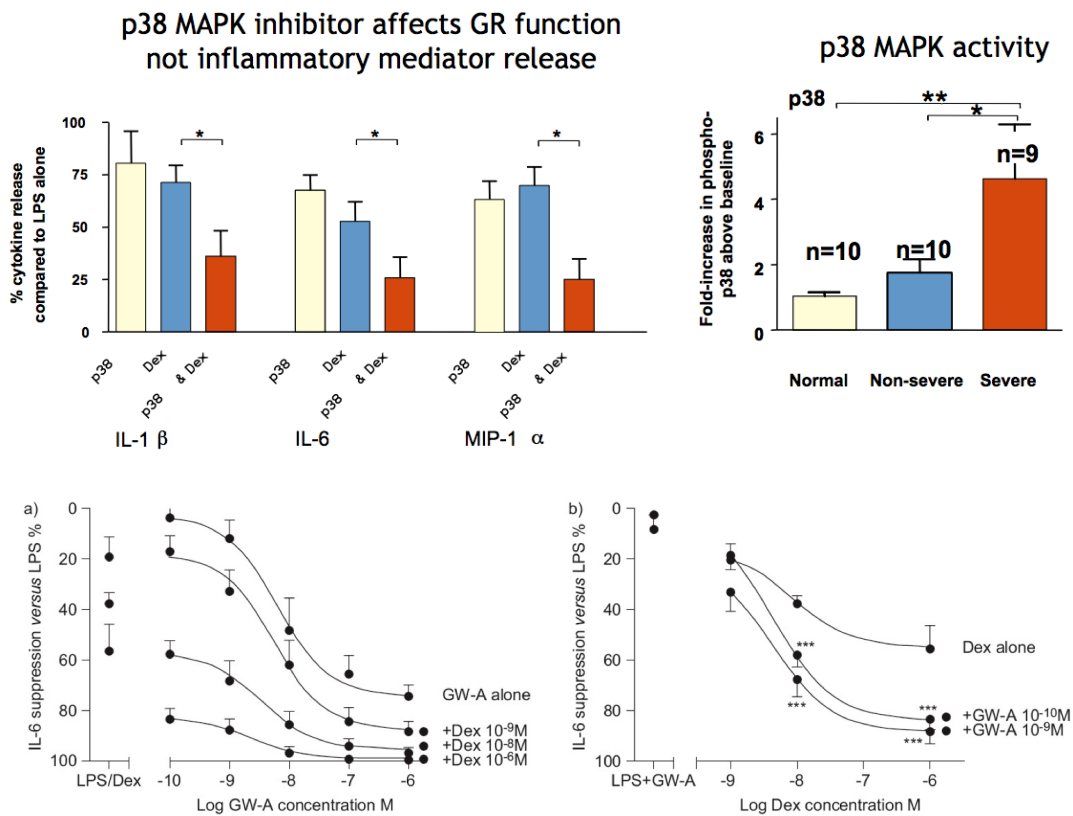 p38 MAPK inhibitor affects GR function
not inflammatory mediator release
% cytokine release
compared to LPS alone
100
75
50
25
0
*
*
*
p38
Dex
p38 & Dex
p38
Dex
p38 & Dex
p38
Dex
p38 & Dex
IL-1 β
IL-6
MIP-1 α
p38 MAPK activity
p38
**
*
Fold-increase in phospho-
p38 above baseline
6
4
2
0
n=10
n=10
n=9
Normal
Non-severe
Severe
a)
IL-6 suppression versus LPS %
0
20
40
60
80
100
GW-A alone
+Dex 10⁻⁹M
+Dex 10⁻⁸M
+Dex 10⁻⁶M
LPS/Dex
-10
-9
-8
-7
-6
Log GW-A concentration M
b)
IL-6 suppression versus LPS %
0
20
40
60
80
100
Dex alone
***
***
***
***
+GW-A 10⁻¹⁰M
+GW-A 10⁻⁹M
LPS+GW-A
-9
-8
-7
-6
Log Dex concentration M